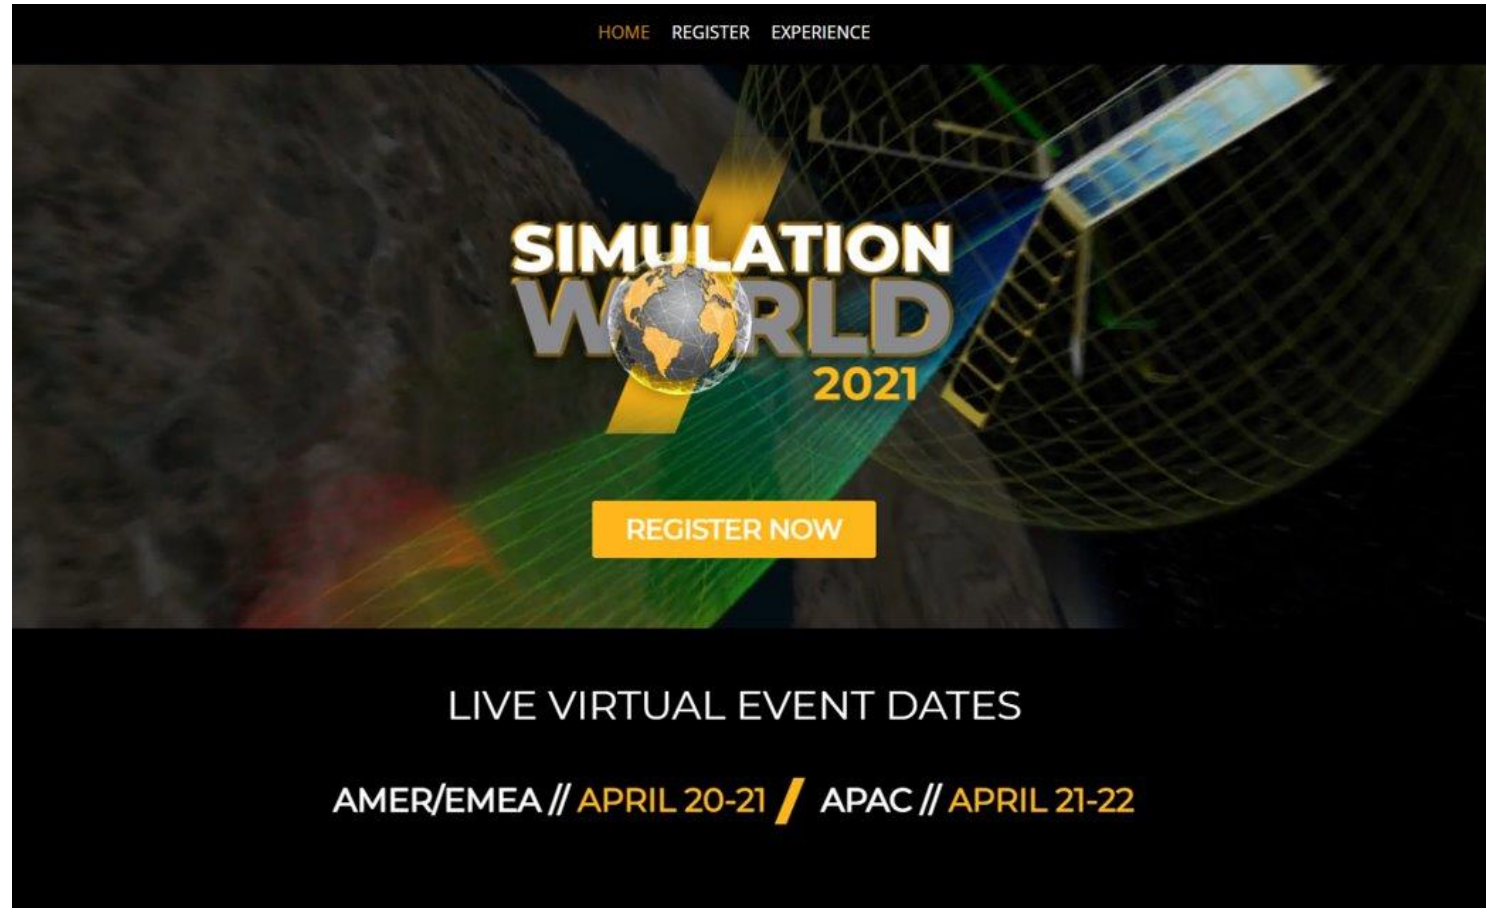 HOME REGISTER EXPERIENCE
SIMULATION
WORLD
2021
REGISTER NOW
LIVE VIRTUAL EVENT DATES
AMER/EMEA // APRIL 20-21 / APAC // APRIL 21-22